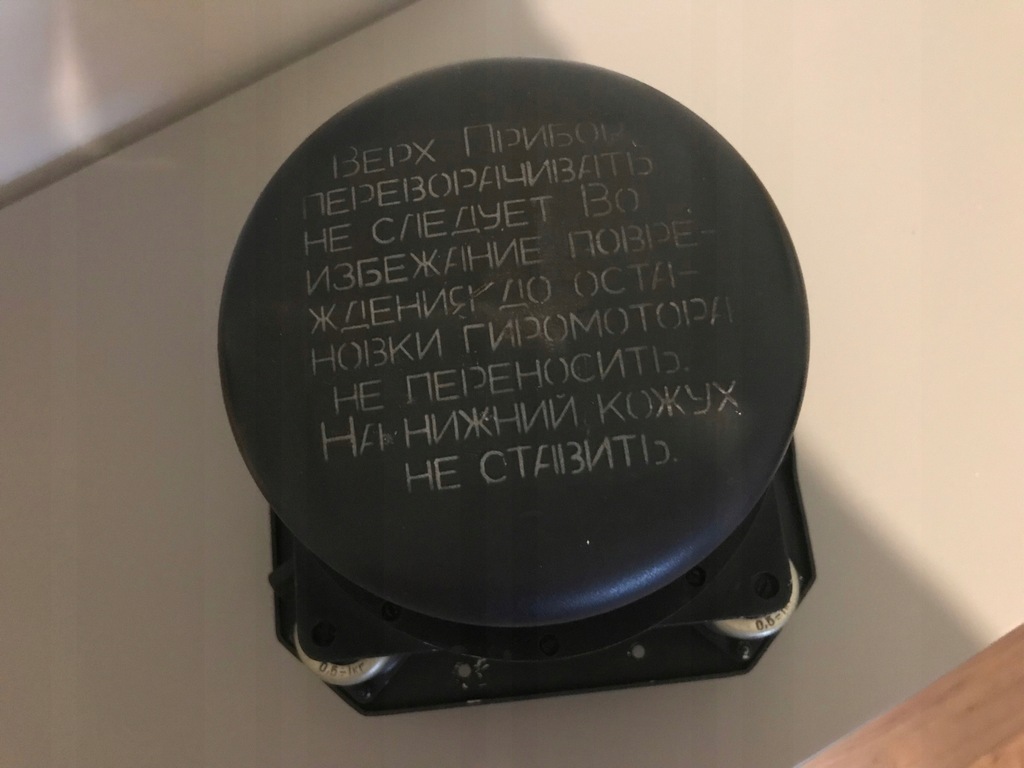 Верх Прибора
ПЕРЕВОРАЧИВАТЬ
НЕ СЛЕДУЕТ Во
ИЗБЕЖАНИЕ ПОВРЕ-
ЖДЕНИЯ ДО ОСТА-
НОВКИ ГИРОМОТОРА
НЕ ПЕРЕНОСИТЬ.
На НИЖНИЙ КОЖУХ
НЕ СТАВИТЬ.